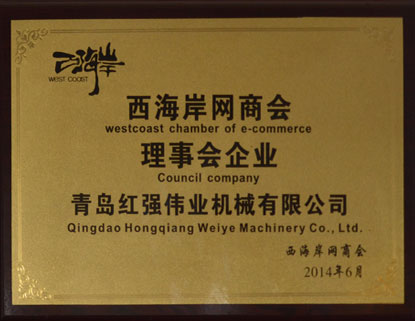 西海岸
WEST COAST
西海岸网商会
westcoast chamber of e-commerce
理事会企业
Council company
青岛红强伟业机械有限公司
Qingdao Hongqiang Weiye Machinery Co., Ltd.
西海岸网商会
2014年6月